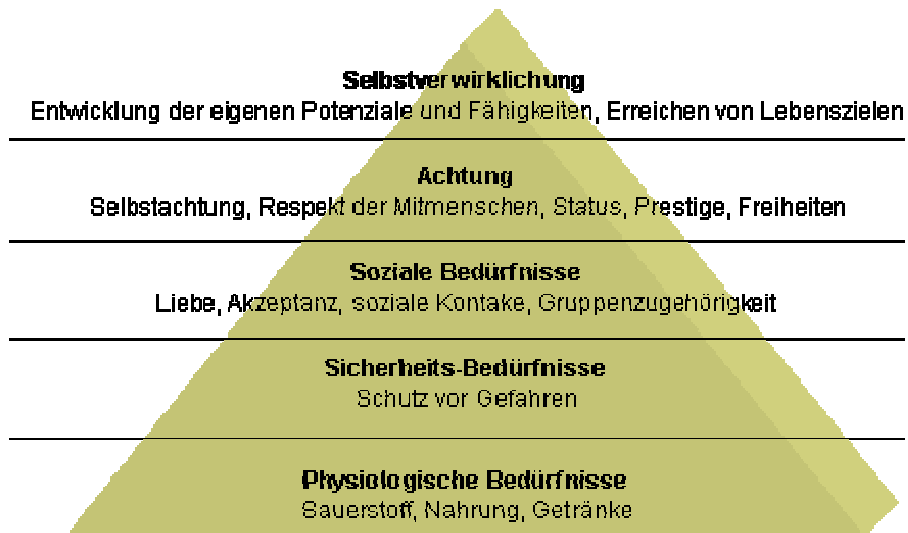 Selbstverwirklichung
Entwicklung der eigenen Potenziale und Fähigkeiten, Erreichen von Lebenszielen
Achtung
Selbstachtung, Respekt der Mitmenschen, Status, Prestige, Freiheiten
Soziale Bedürfnisse
Liebe, Akzeptanz, soziale Kontake, Gruppenzugehörigkeit
Sicherheits-Bedürfnisse
Schutz vor Gefahren
Physiologische Bedürfnisse
Sauerstoff, Nahrung, Getränke